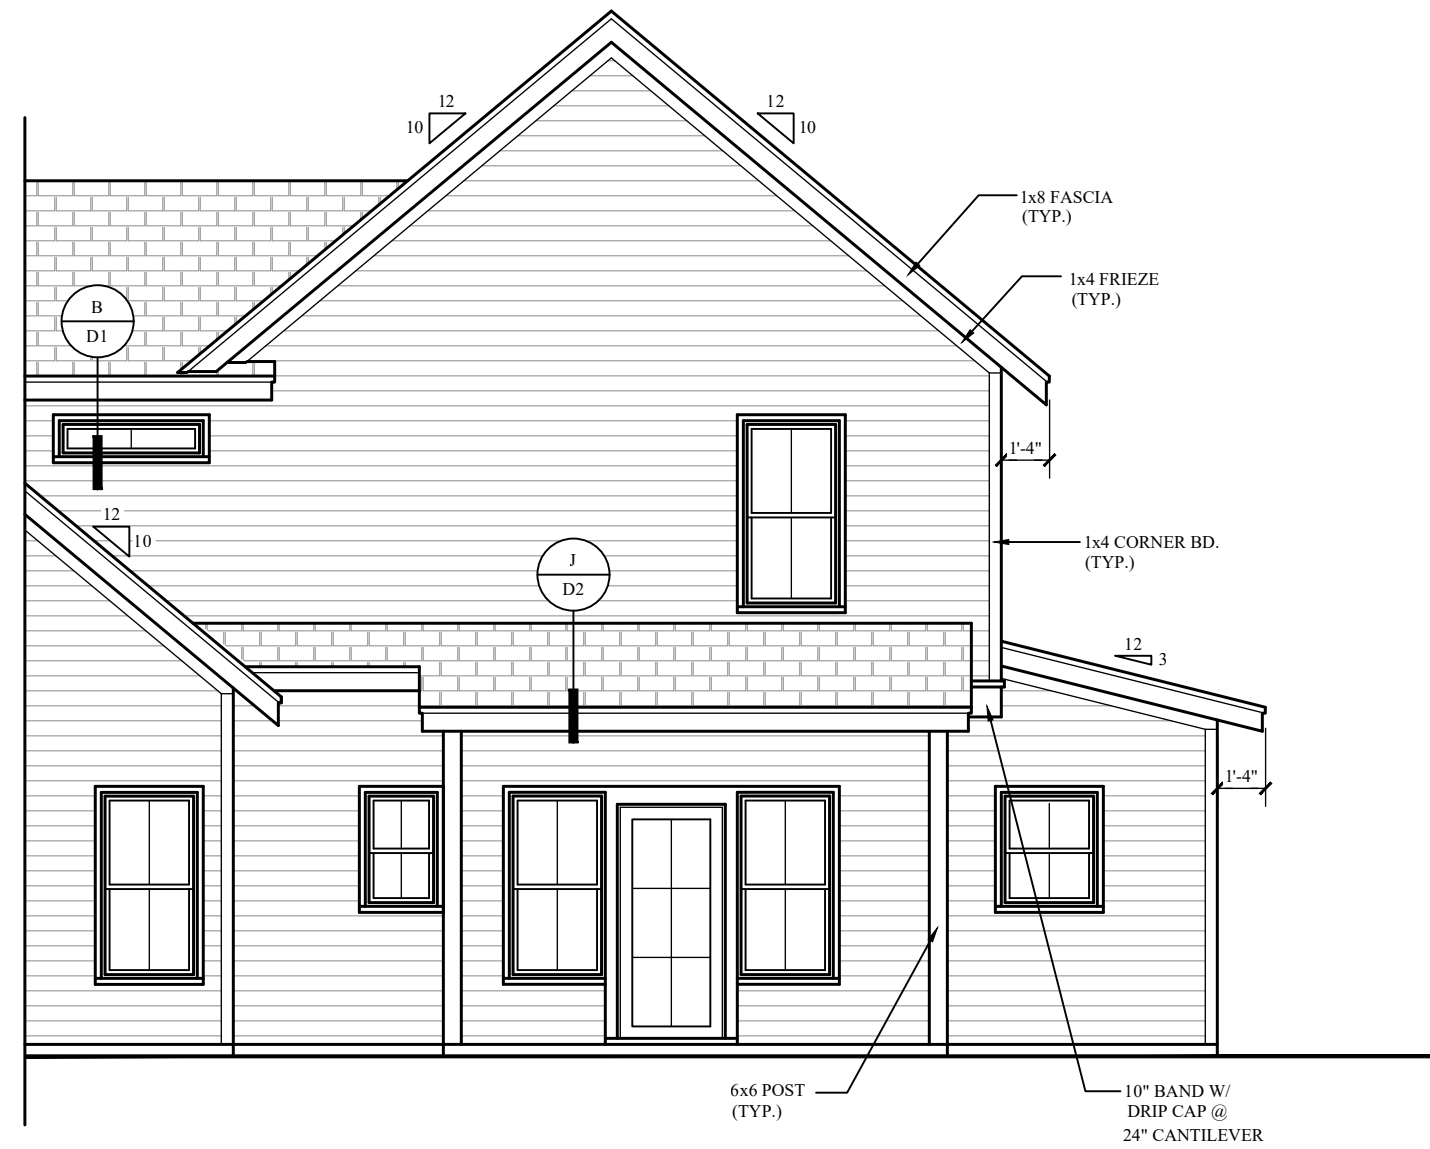 12
10
12
10
1x8 FASCIA
(TYP.)
1x4 FRIEZE
(TYP.)
B
D1
1'-4"
12
10
J
D2
1x4 CORNER BD.
(TYP.)
12
3
1'-4"
6x6 POST
(TYP.)
10" BAND W/
DRIP CAP @
24" CANTILEVER